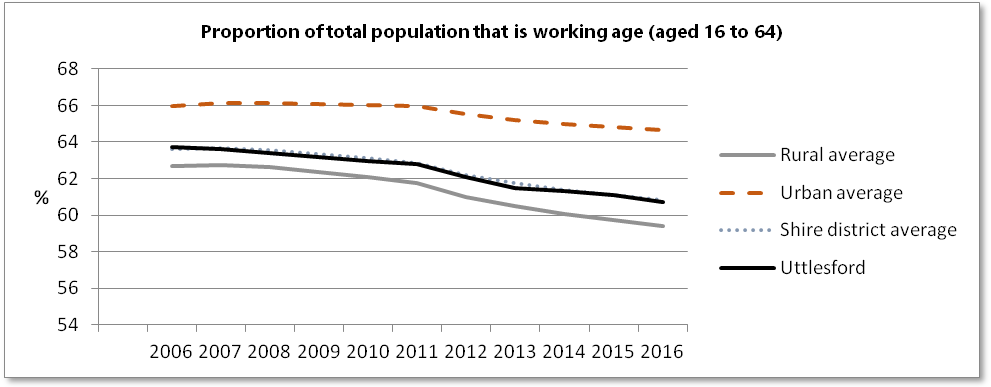 Proportion of total population that is working age (aged 16 to 64)
68
66
64
62
60
58
56
54
%
2006 2007 2008 2009 2010 2011 2012 2013 2014 2015 2016
Rural average
Urban average
Shire district average
Uttlesford